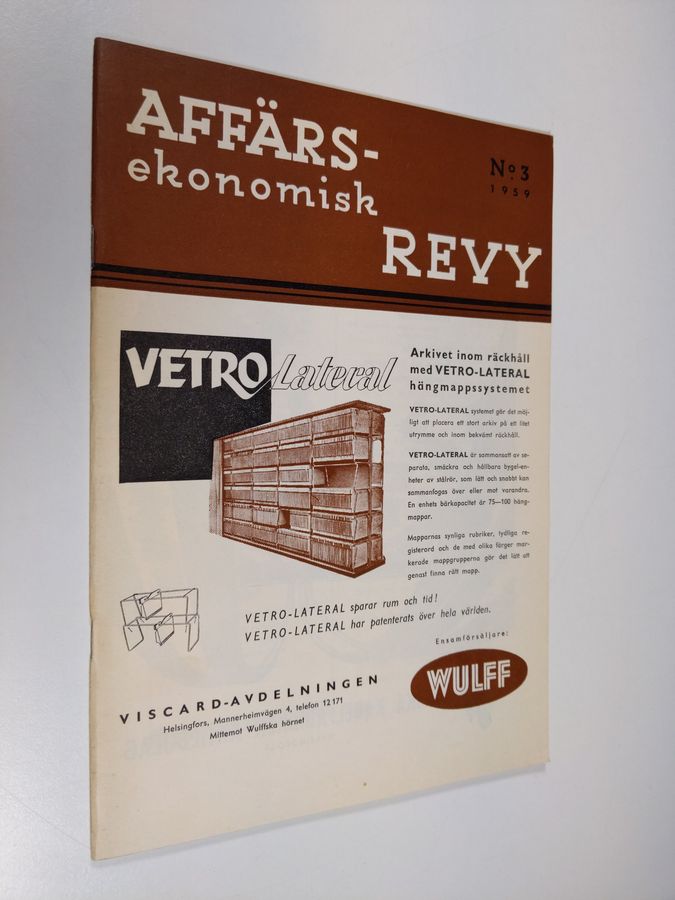 AFFÄRS-
ekonomisk
REVY
No. 3
1959
VETRO Lateral
Arkivet inom räckhåll
med VETRO-LATERAL
hängmappssystemet
VETRO-LATERAL systemet gör det möj-
ligt att placera ett stort arkiv på ett litet
utrymme och inom bekvämt räckhåll.
VETRO-LATERAL är sammansatt av se-
parata, smäckra och hållbara bygel-en-
heter av stålrör, som lätt och snabbt kan
sammanfogas över eller mot varandra.
En enhets bärkapacitet är 75—100 häng-
mappar.
Mapparnas synliga rubriker, tydliga re-
gisterord och de med olika färger mar-
kerade mappgrupperna gör det lätt att
genast finna rätt mapp.
VETRO-LATERAL sparar rum och tid!
VETRO-LATERAL har patenterats över hela världen.
Ensamförsäljare:
WULFF
VISCARD-AVDELNINGEN
Helsingfors, Mannerheimvägen 4, telefon 12171
Mittemot Wulffska hörnet